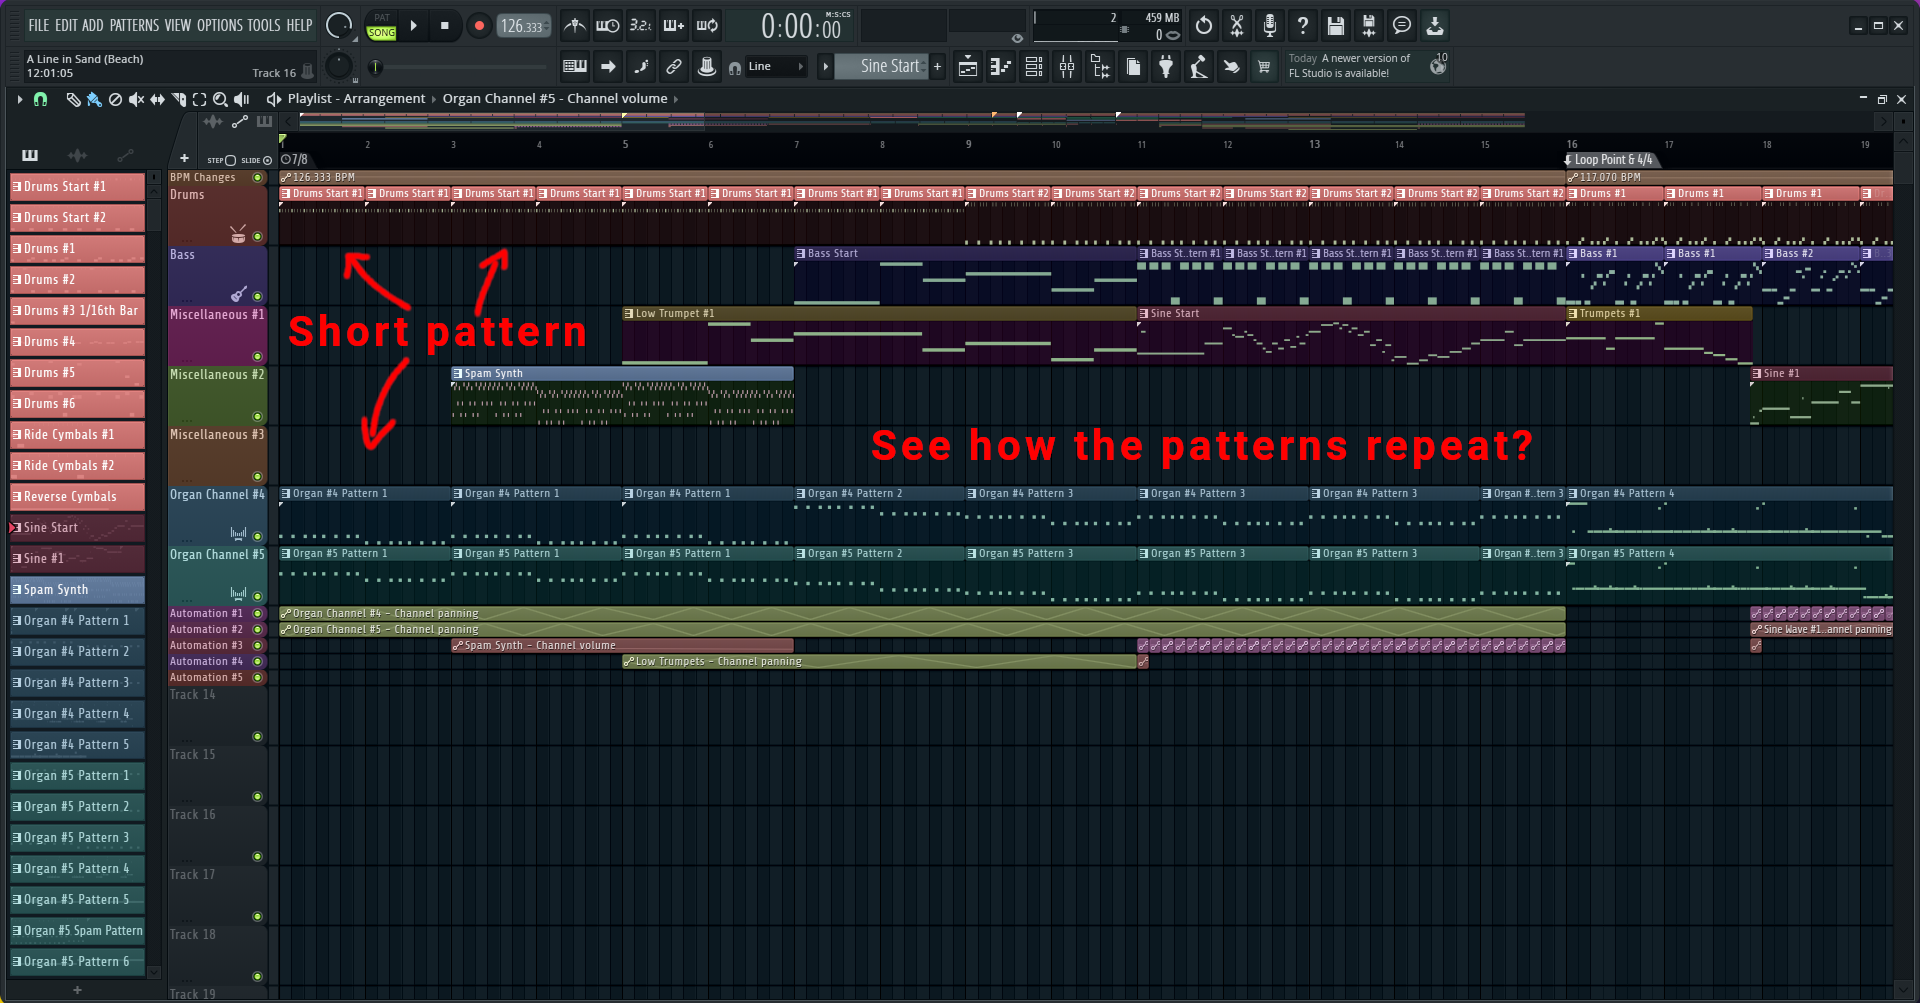 FILE EDIT ADD PATTERNS VIEW OPTIONS TOOLS HELP
PAT
SONG
126.333
3.2.
0:00:00
M:S:CS
2
459 MB
0
A Line in Sand (Beach)
12:01:05
Track 16
Line
Sine Start
Today A newer version of
FL Studio is available!
10
Playlist - Arrangement › Organ Channel #5 - Channel volume
STEP SLIDE
2 3 4 5 6 7 8 9 10 11 12 13 14 15 16 17 18 19
7/8
Loop Point & 4/4
Drums Start #1
Drums Start #2
Drums #1
Drums #2
Drums #3 1/16th Bar
Drums #4
Drums #5
Drums #6
Ride Cymbals #1
Ride Cymbals #2
Reverse Cymbals
Sine Start
Sine #1
Spam Synth
Organ #4 Pattern 1
Organ #4 Pattern 2
Organ #4 Pattern 3
Organ #4 Pattern 4
Organ #4 Pattern 5
Organ #5 Pattern 1
Organ #5 Pattern 2
Organ #5 Pattern 3
Organ #5 Pattern 4
Organ #5 Pattern 5
Organ #5 Spam Pattern
Organ #5 Pattern 6
BPM Changes
126.333 BPM
117.070 BPM
Drums
Drums Start #1 Drums Start #1 Drums Start #1 Drums Start #1 Drums Start #1 Drums Start #1 Drums Start #1 Drums Start #1 Drums Start #2 Drums Start #2 Drums Start #2 Drums Start #2 Drums Start #2 Drums Start #2 Drums Start #2 Drums #1 Drums #1 Drums #1
Bass
Bass Start Bass St..tern #1 Bass St..tern #1 Bass St..tern #1 Bass St..tern #1 Bass St..tern #1 Bass #1 Bass #1 Bass #2
Miscellaneous #1
Low Trumpet #1 Sine Start Trumpets #1
Short pattern
Miscellaneous #2
Spam Synth
Sine #1
Miscellaneous #3
See how the patterns repeat?
Organ Channel #4
Organ #4 Pattern 1 Organ #4 Pattern 1 Organ #4 Pattern 1 Organ #4 Pattern 2 Organ #4 Pattern 3 Organ #4 Pattern 3 Organ #4 Pattern 3 Organ #..tern 3 Organ #4 Pattern 4
Organ Channel #5
Organ #5 Pattern 1 Organ #5 Pattern 1 Organ #5 Pattern 1 Organ #5 Pattern 2 Organ #5 Pattern 3 Organ #5 Pattern 3 Organ #5 Pattern 3 Organ #..tern 3 Organ #5 Pattern 4
Automation #1
Organ Channel #4 - Channel panning
Automation #2
Organ Channel #5 - Channel panning
Sine Wave #1..annel panning
Automation #3
Spam Synth - Channel volume
Automation #4
Low Trumpets - Channel panning
Automation #5
Track 14
Track 15
Track 16
Track 17
Track 18
Track 19